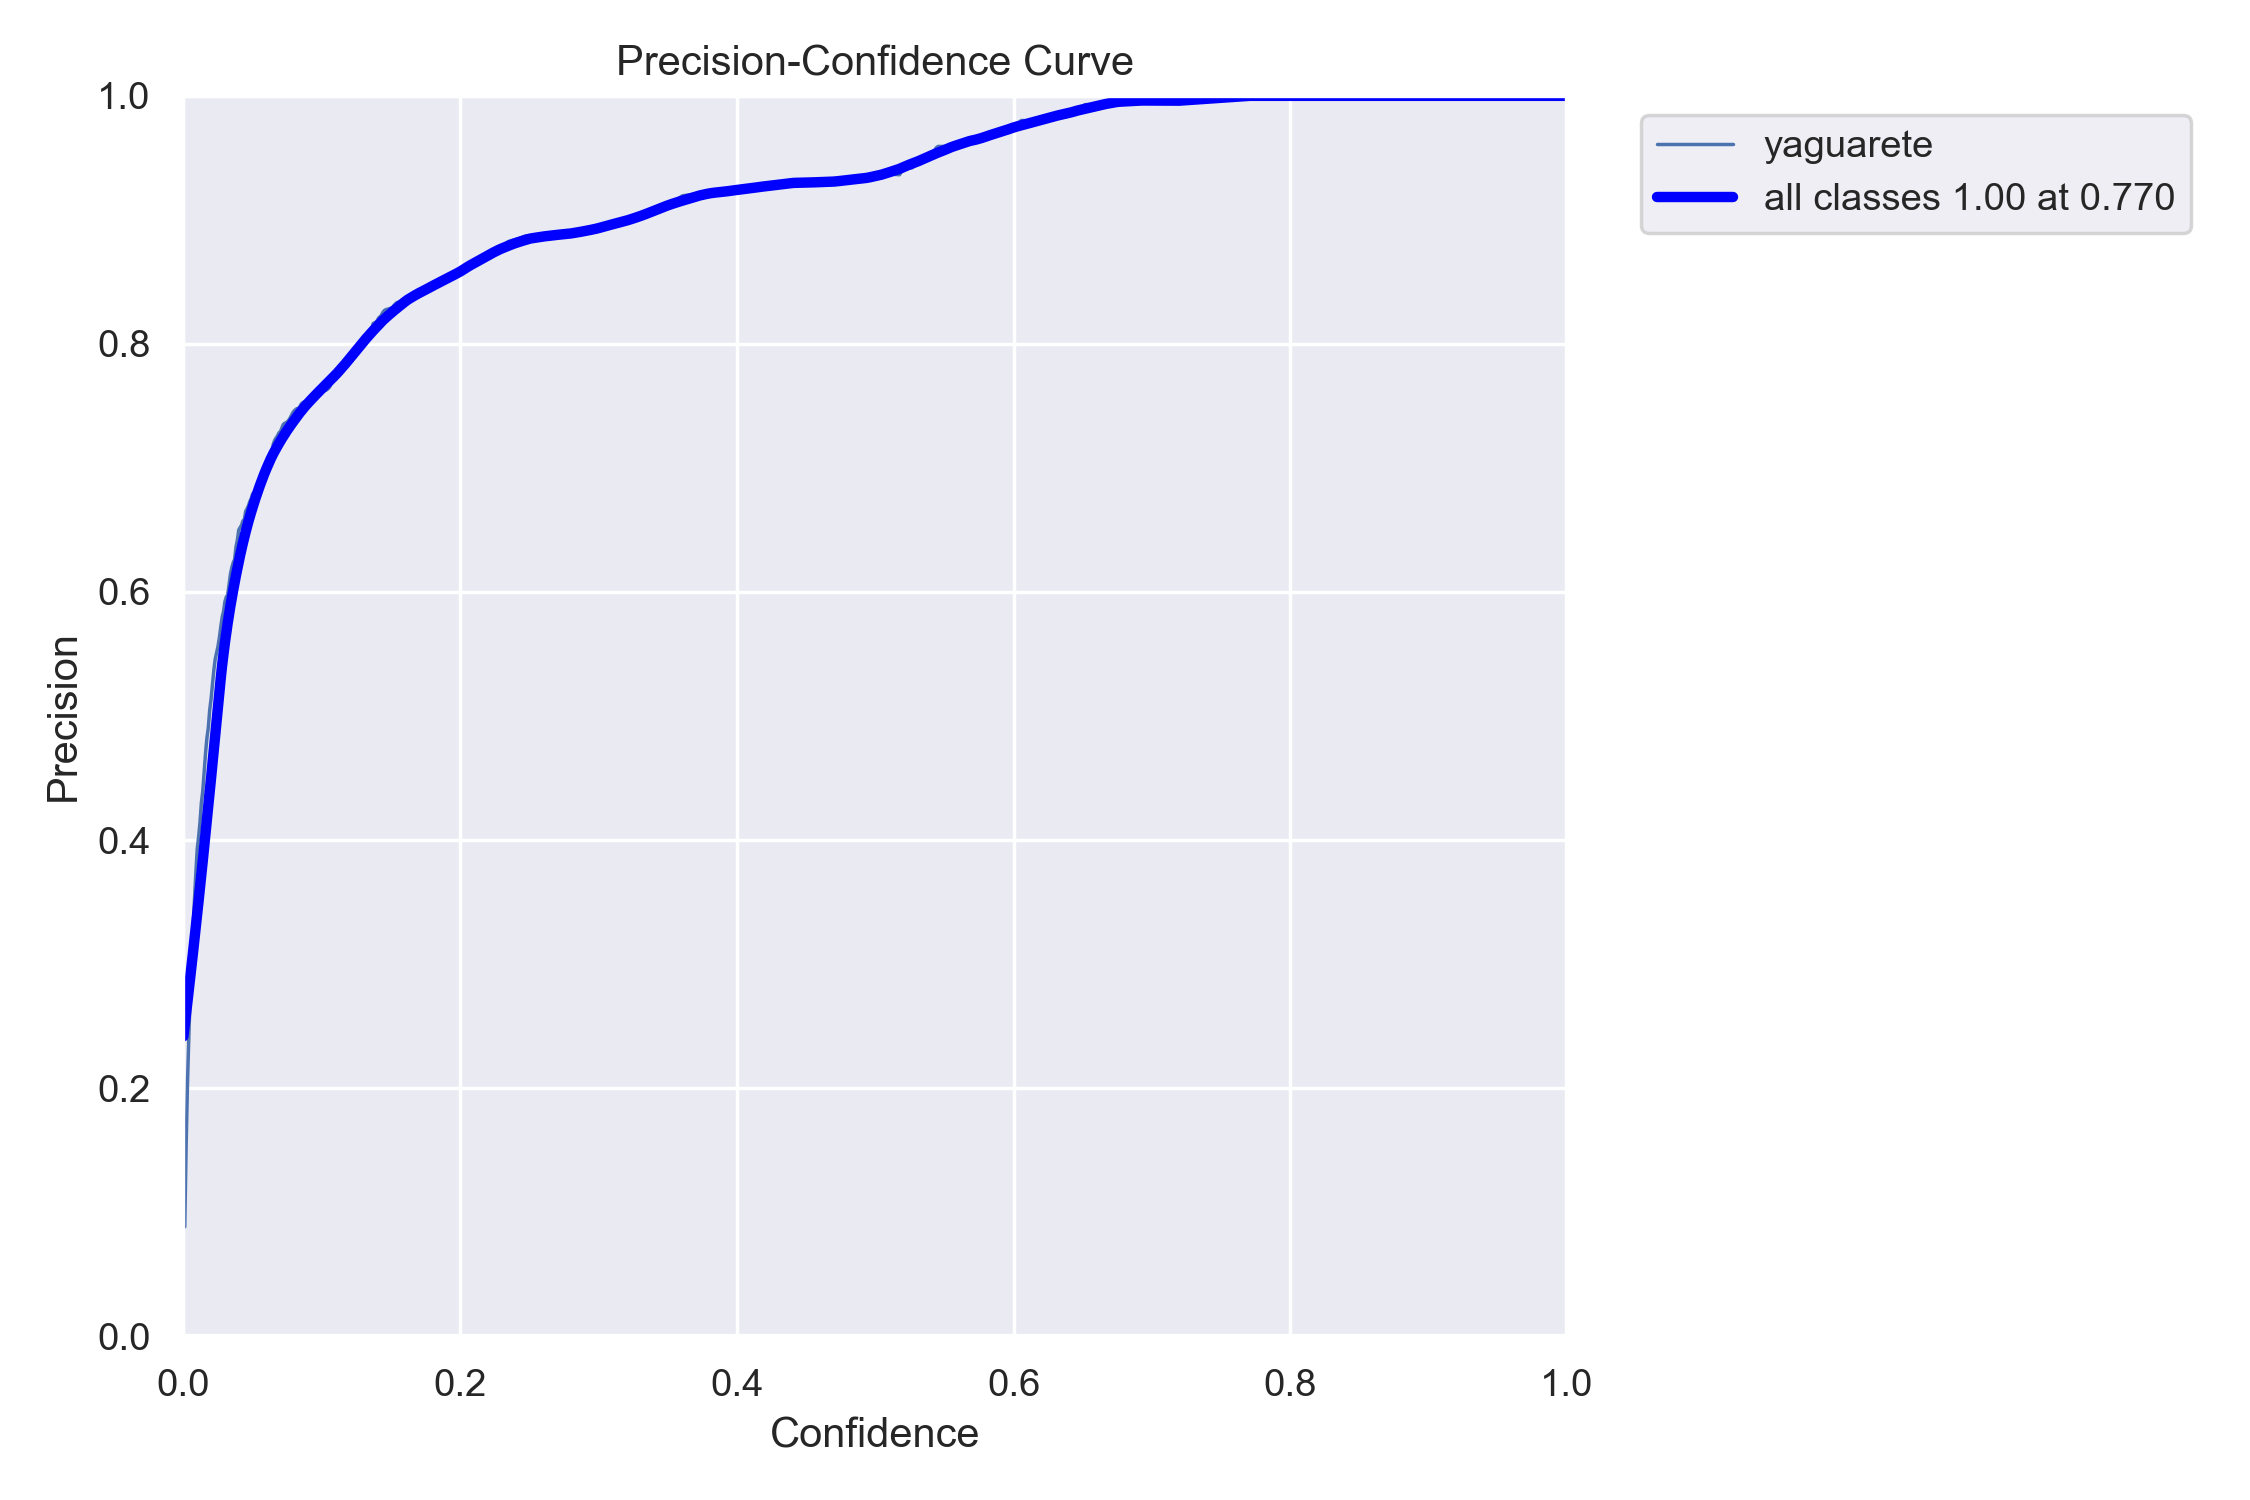 Precision-Confidence Curve
1.0
0.8
0.6
0.4
0.2
0.0
Precision
0.0 0.2 0.4 0.6 0.8 1.0
Confidence
yaguarete
all classes 1.00 at 0.770